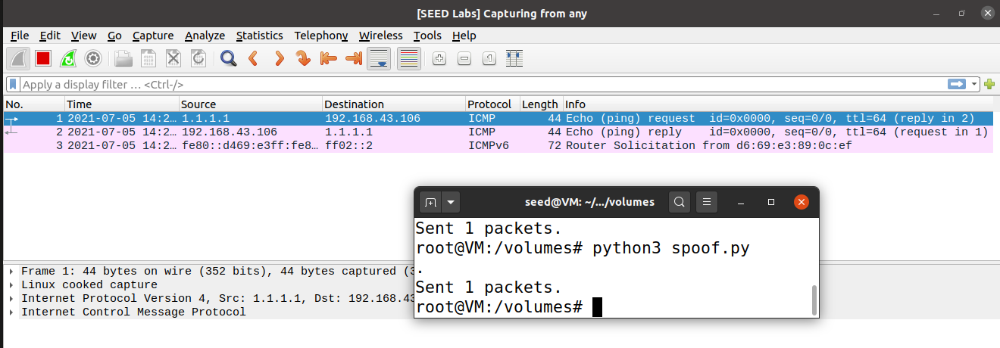 [SEED Labs] Capturing from any
File Edit View Go Capture Analyze Statistics Telephony Wireless Tools Help
Apply a display filter … <Ctrl-/>
No. Time Source Destination Protocol Length Info
1 2021-07-05 14:2… 1.1.1.1 192.168.43.106 ICMP 44 Echo (ping) request id=0x0000, seq=0/0, ttl=64 (reply in 2)
2 2021-07-05 14:2… 192.168.43.106 1.1.1.1 ICMP 44 Echo (ping) reply id=0x0000, seq=0/0, ttl=64 (request in 1)
3 2021-07-05 14:2… fe80::d469:e3ff:fe8… ff02::2 ICMPv6 72 Router Solicitation from d6:69:e3:89:0c:ef
seed@VM: ~/.../volumes
Sent 1 packets.
root@VM:/volumes# python3 spoof.py
.
Sent 1 packets.
root@VM:/volumes#
Frame 1: 44 bytes on wire (352 bits), 44 bytes captured (3
Linux cooked capture
Internet Protocol Version 4, Src: 1.1.1.1, Dst: 192.168.43
Internet Control Message Protocol